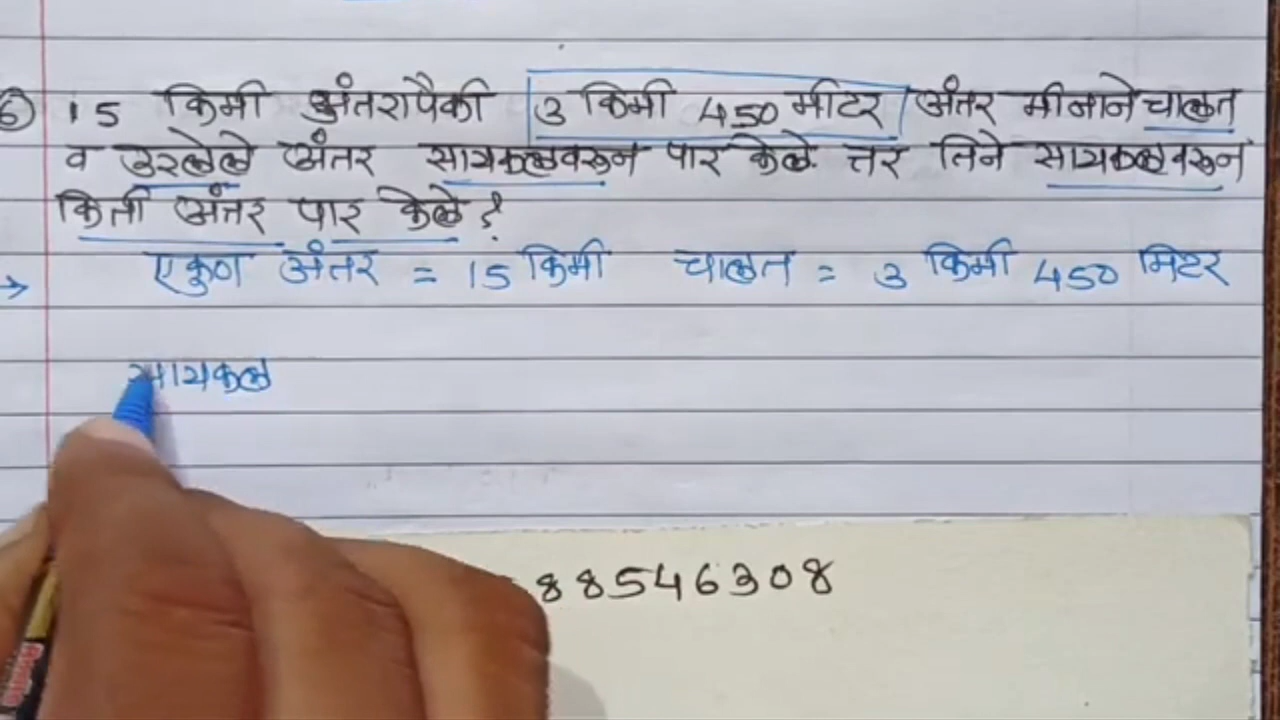 6) 15 किमी अंतरापैकी 3 किमी 450 मीटर अंतर मीनाने चालत
व उरलेले अंतर सायकलवरून पार केले. तर तिने सायकलवरून
किती अंतर पार केले?
→ एकुण अंतर = 15 किमी चालत = 3 किमी 450 मिटर
सायकल
88546308